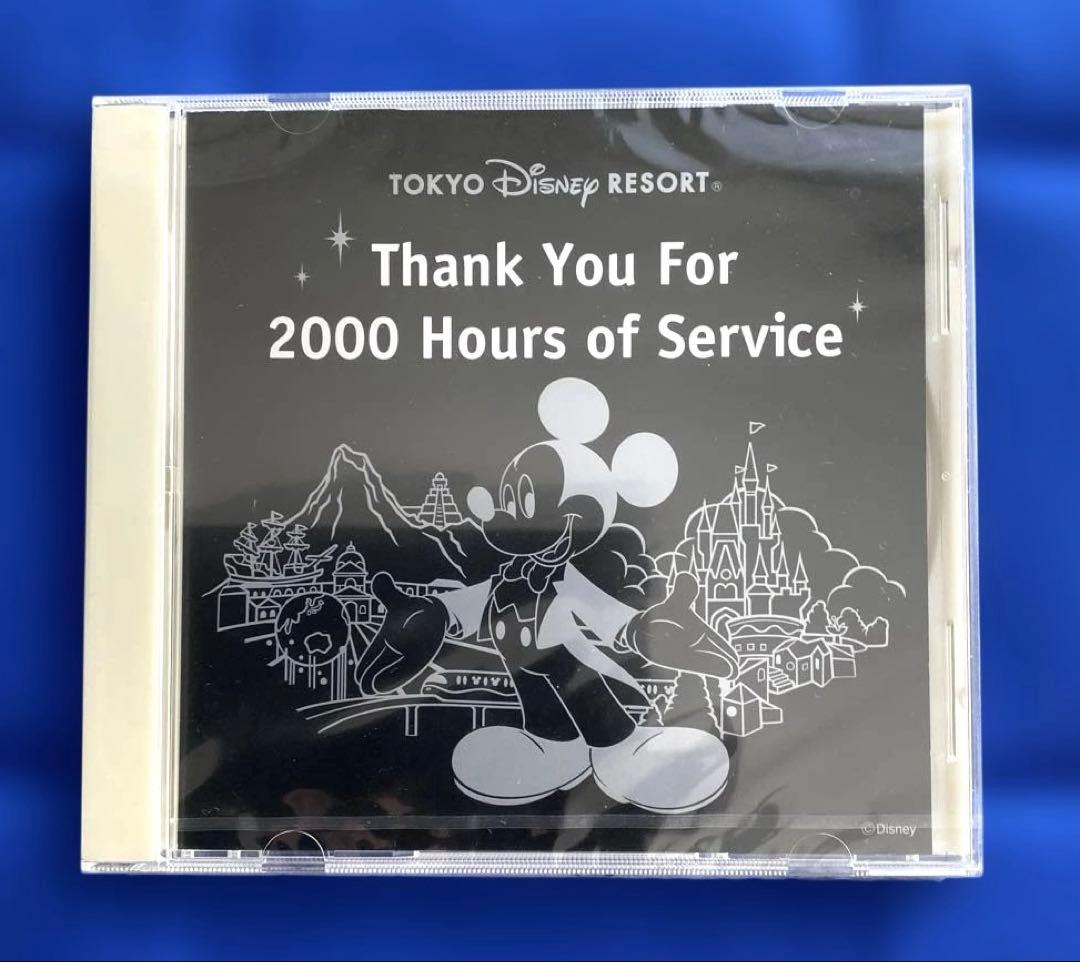 TOKYO Disney RESORT®
Thank You For
2000 Hours of Service
©Disney